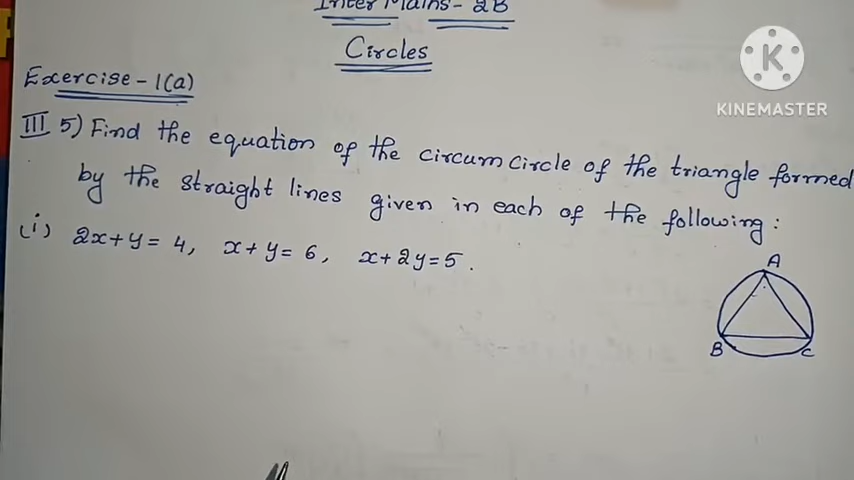 Inter Maths - 2B
Circles
Exercise - 1(a)
III 5) Find the equation of the circumcircle of the triangle formed
by the straight lines given in each of the following :
(i) 2x+y= 4, x+y= 6, x+2y=5.
A
B C
K
KINEMASTER